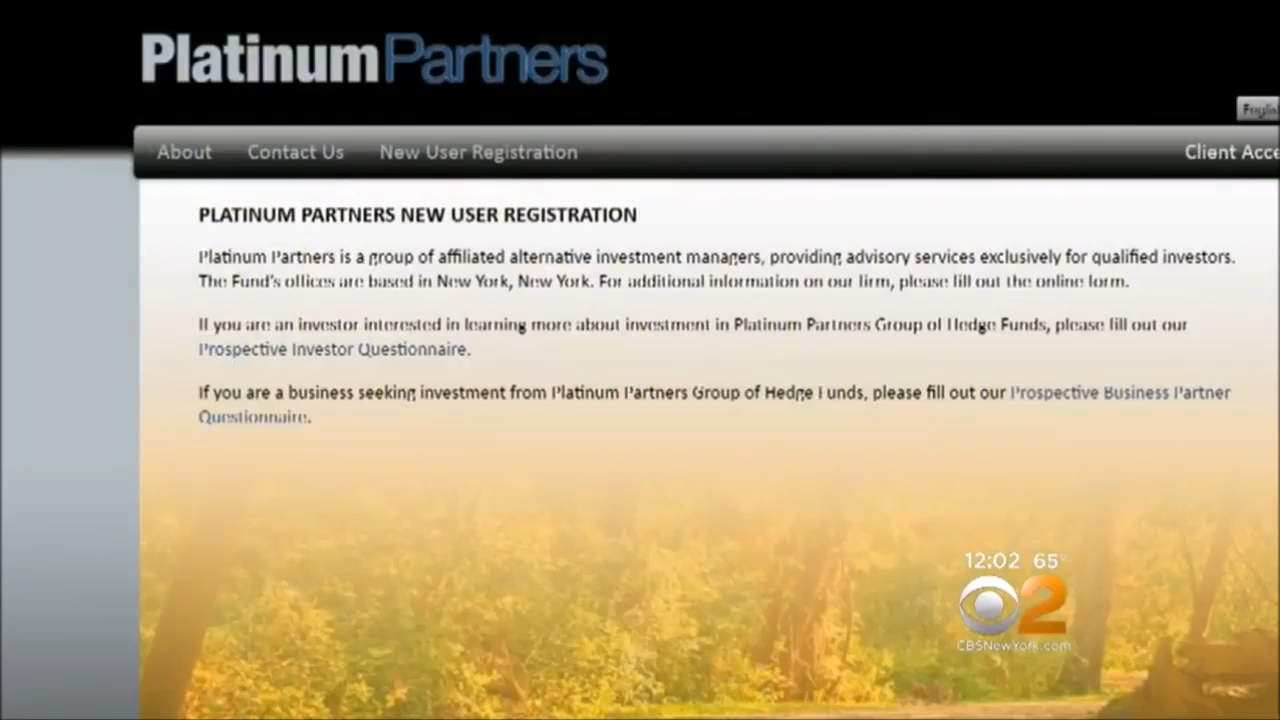 PlatinumPartners
About Contact Us New User Registration Client Acce
PLATINUM PARTNERS NEW USER REGISTRATION
Platinum Partners is a group of affiliated alternative investment managers, providing advisory services exclusively for qualified investors.
The Fund's offices are based in New York, New York. For additional information on our firm, please fill out the online form.
If you are an investor interested in learning more about investment in Platinum Partners Group of Hedge Funds, please fill out our
Prospective Investor Questionnaire.
If you are a business seeking investment from Platinum Partners Group of Hedge Funds, please fill out our Prospective Business Partner
Questionnaire.
12:02 65°
2
CBSNewYork.com